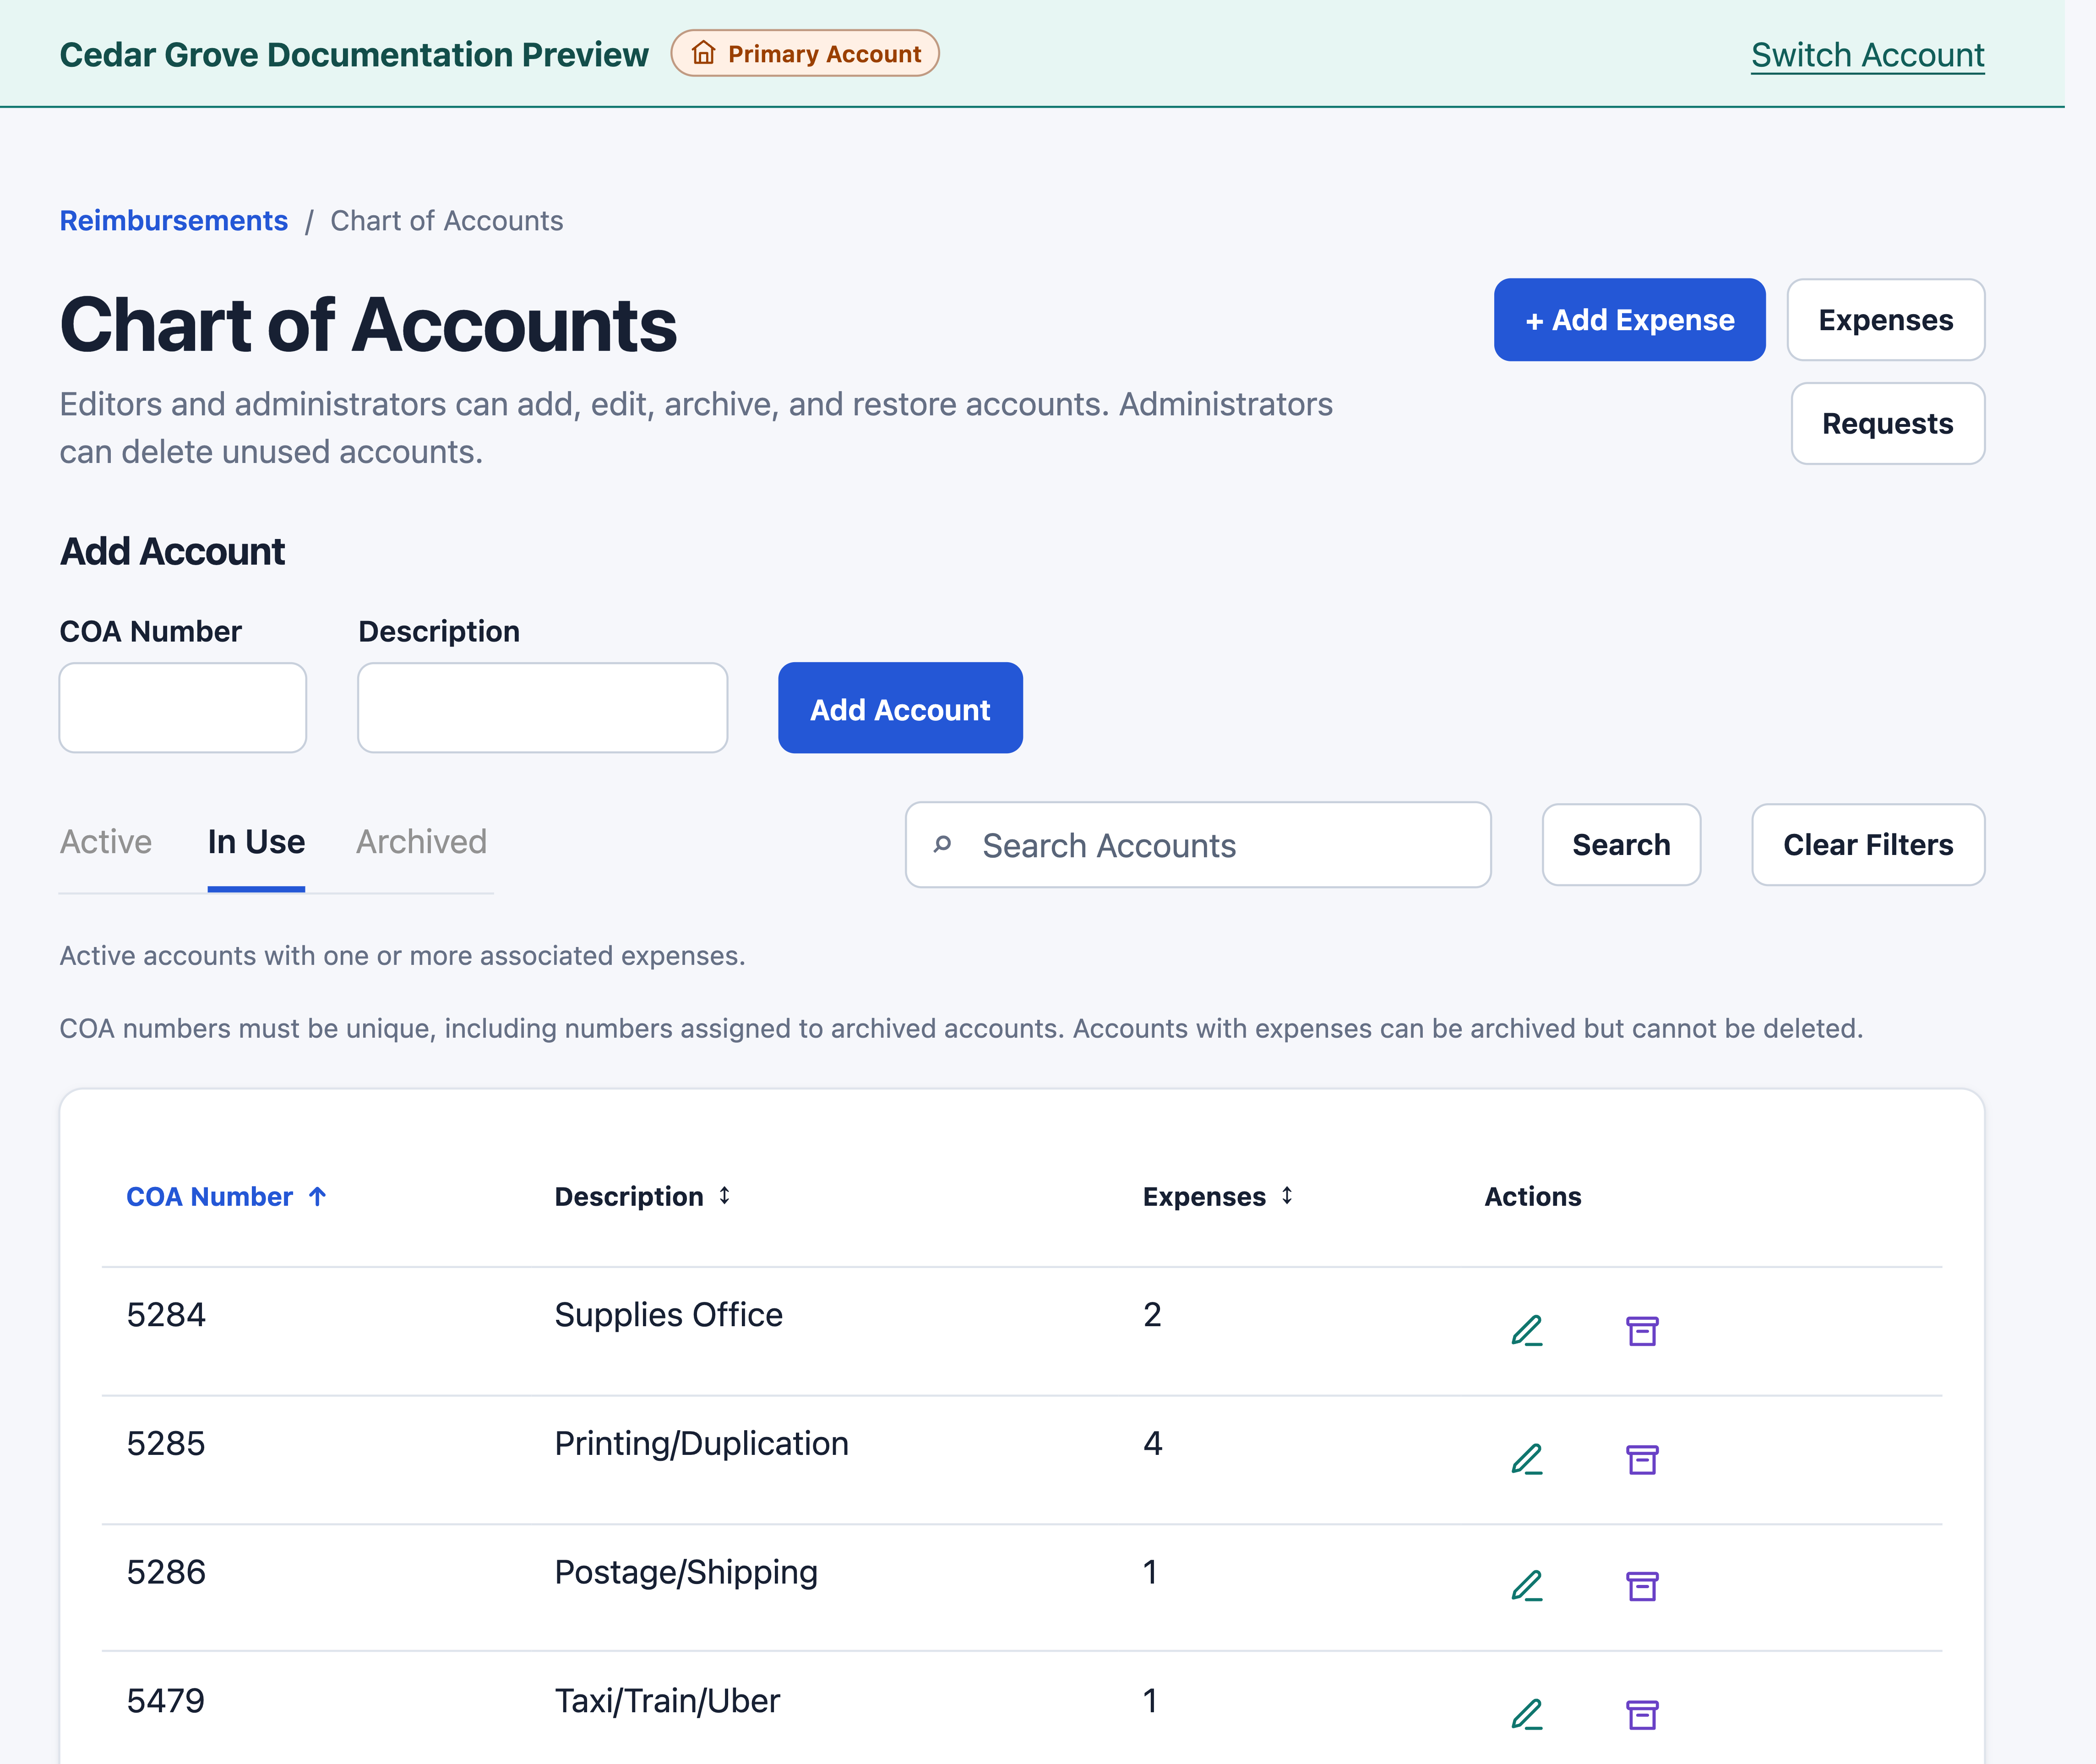 Cedar Grove Documentation Preview Primary Account Switch Account
Reimbursements / Chart of Accounts
Chart of Accounts
+ Add Expense Expenses
Editors and administrators can add, edit, archive, and restore accounts. Administrators
can delete unused accounts.
Requests
Add Account
COA Number Description
Add Account
Active In Use Archived Search Accounts Search Clear Filters
Active accounts with one or more associated expenses.
COA numbers must be unique, including numbers assigned to archived accounts. Accounts with expenses can be archived but cannot be deleted.
COA Number ↑ Description ↕ Expenses ↕ Actions
5284 Supplies Office 2
5285 Printing/Duplication 4
5286 Postage/Shipping 1
5479 Taxi/Train/Uber 1